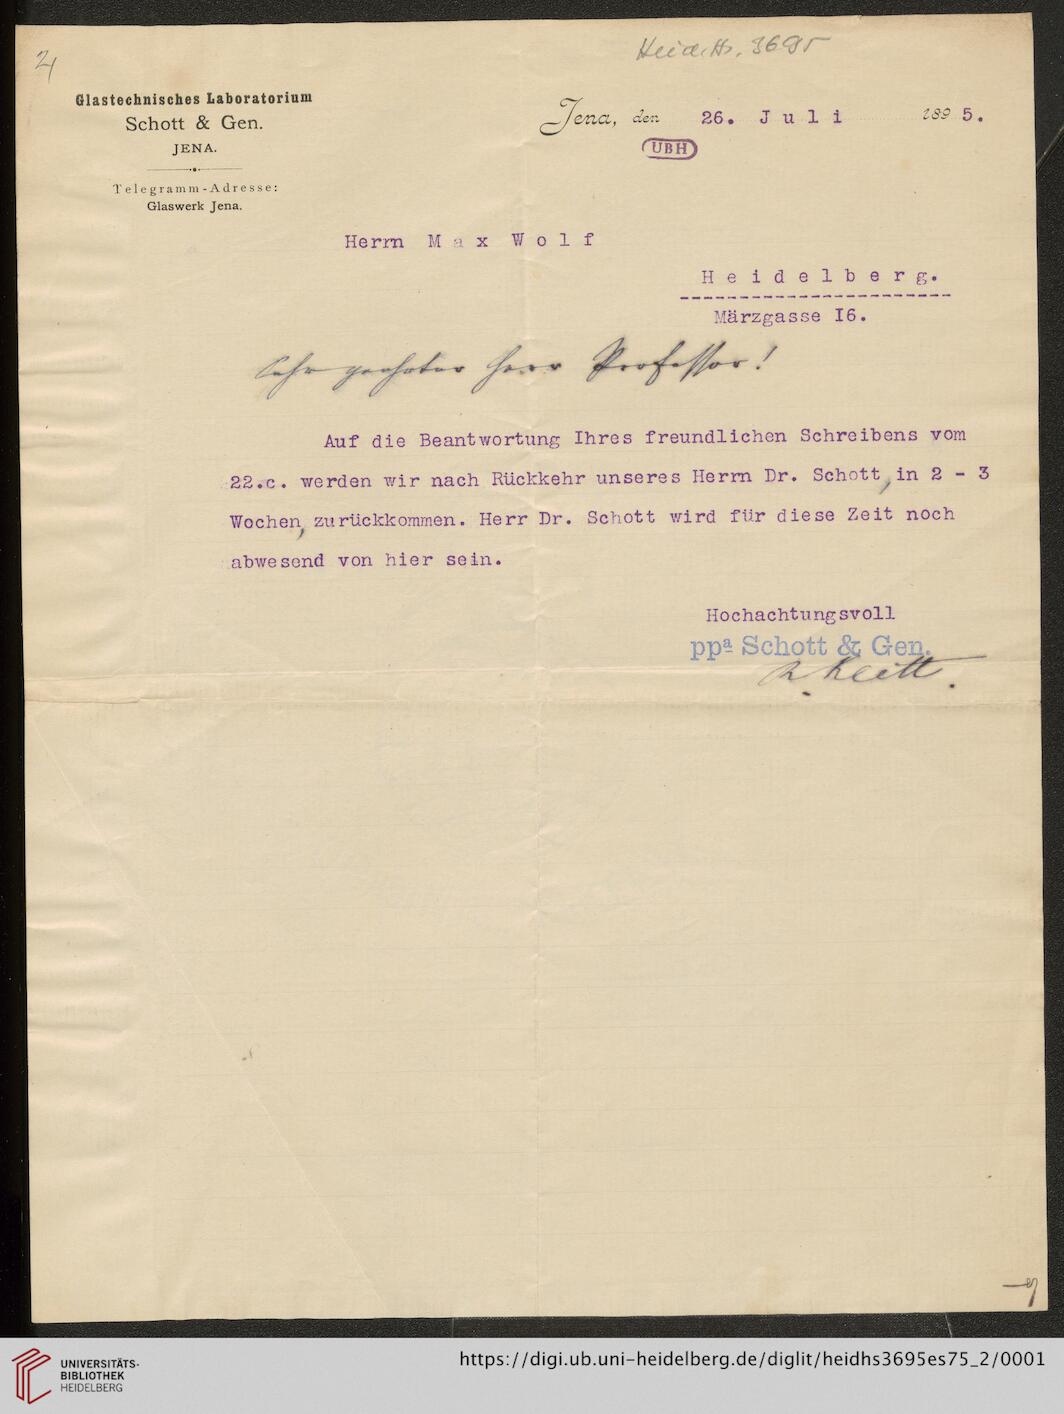 2
Heid. Hs. 3695
Glastechnisches Laboratorium
Schott & Gen.
JENA.
Telegramm-Adresse:
Glaswerk Jena.
Jena, den 26. Juli 1895.
UBH
Herrn Max Wolf
Heidelberg.
Märzgasse I6.
Sehr geehrter Herr Professor!
Auf die Beantwortung Ihres freundlichen Schreibens vom
22.c. werden wir nach Rückkehr unseres Herrn Dr. Schott, in 2 - 3
Wochen, zurückkommen. Herr Dr. Schott wird für diese Zeit noch
abwesend von hier sein.
Hochachtungsvoll
ppa Schott & Gen.
UNIVERSITÄTS-
BIBLIOTHEK
HEIDELBERG
https://digi.ub.uni-heidelberg.de/diglit/heidhs3695es75_2/0001